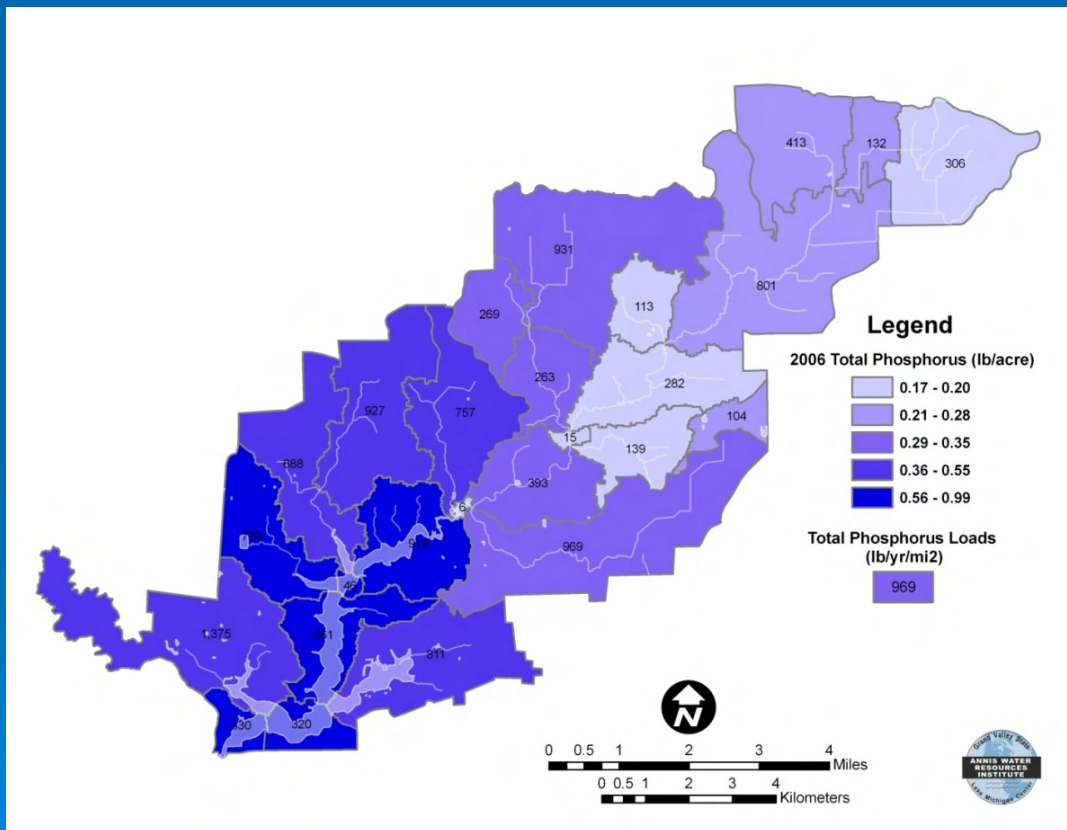 413
132
306
931
801
113
269
263
282
104
927
757
15
139
688
393
6
969
46
1,375
811
320
Legend
2006 Total Phosphorus (lb/acre)
0.17 - 0.20
0.21 - 0.28
0.29 - 0.35
0.36 - 0.55
0.56 - 0.99
Total Phosphorus Loads
(lb/yr/mi2)
969
N
0 0.5 1 2 3 4
Miles
0 0.5 1 2 3 4
Kilometers
Grand Valley State
ANNIS WATER
RESOURCES
INSTITUTE
Lake Michigan Center